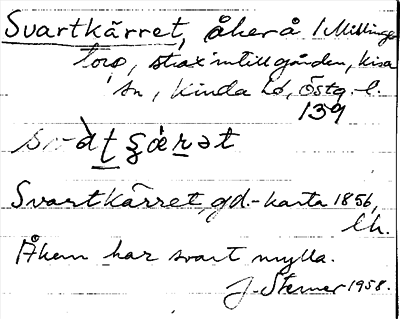 Svartkärret, åker å Millinge
torp, strax intill gården, Kisa
sn, Kinda hd, Östg. l.
139
Svartkärret, gd.-karta 1856,
lh.
Åkern har svart mylla.
J. Sterner 1958.